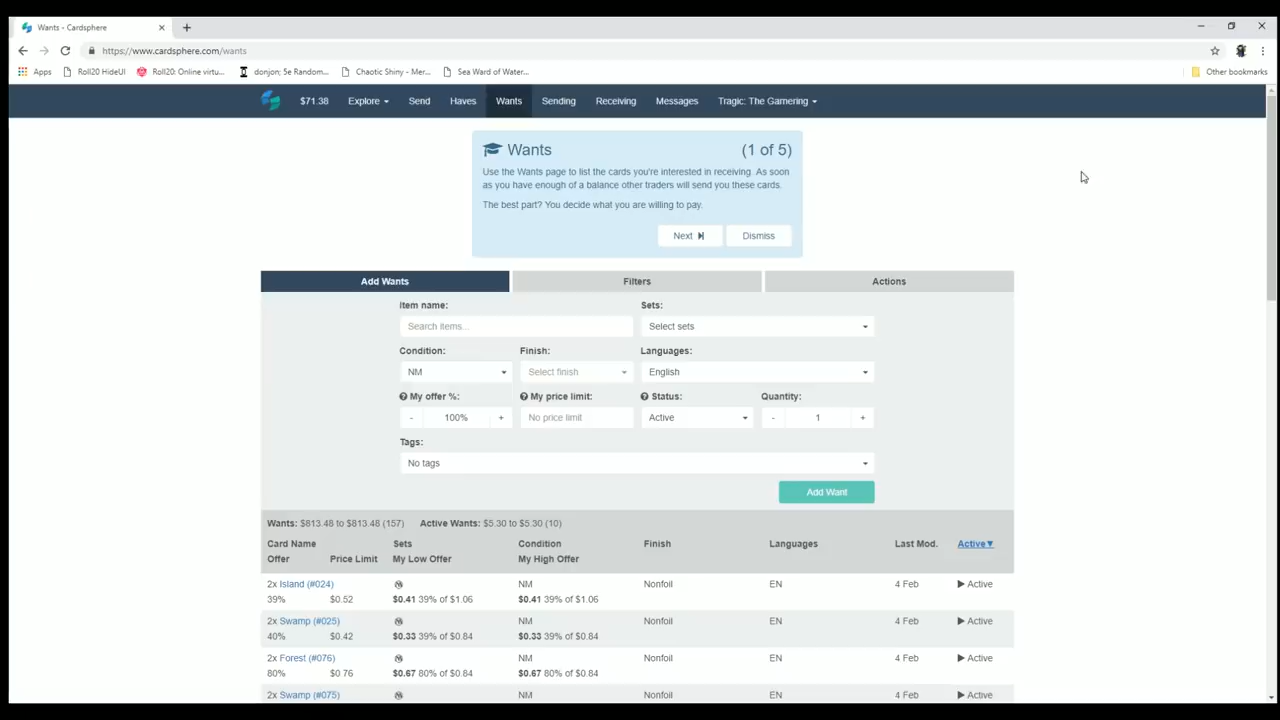 Wants - Cardsphere
https://www.cardsphere.com/wants
Apps Roll20 HideUI Roll20: Online virtu... donjon; 5e Random... Chaotic Shiny - Mer... Sea Ward of Water... Other bookmarks
$71.38 Explore Send Haves Wants Sending Receiving Messages Tragic: The Garnering
Wants (1 of 5)
Use the Wants page to list the cards you're interested in receiving. As soon
as you have enough of a balance other traders will send you these cards.
The best part? You decide what you are willing to pay.
Next Dismiss
Add Wants Filters Actions
Item name: Sets:
Search items... Select sets
Condition: Finish: Languages:
NM Select finish English
My offer %: My price limit: Status: Quantity:
- 100% + No price limit Active - 1 +
Tags:
No tags
Add Want
Wants: $813.48 to $813.48 (157) Active Wants: $5.30 to $5.30 (10)
Card Name Sets Condition Finish Languages Last Mod. Active▼
Offer Price Limit My Low Offer My High Offer
2x Island (#024) NM Nonfoil EN 4 Feb Active
39% $0.52 $0.41 39% of $1.06 $0.41 39% of $1.06
2x Swamp (#025) NM Nonfoil EN 4 Feb Active
40% $0.42 $0.33 39% of $0.84 $0.33 39% of $0.84
2x Forest (#076) NM Nonfoil EN 4 Feb Active
80% $0.76 $0.67 80% of $0.84 $0.67 80% of $0.84
2x Swamp (#075) NM Nonfoil EN 4 Feb Active